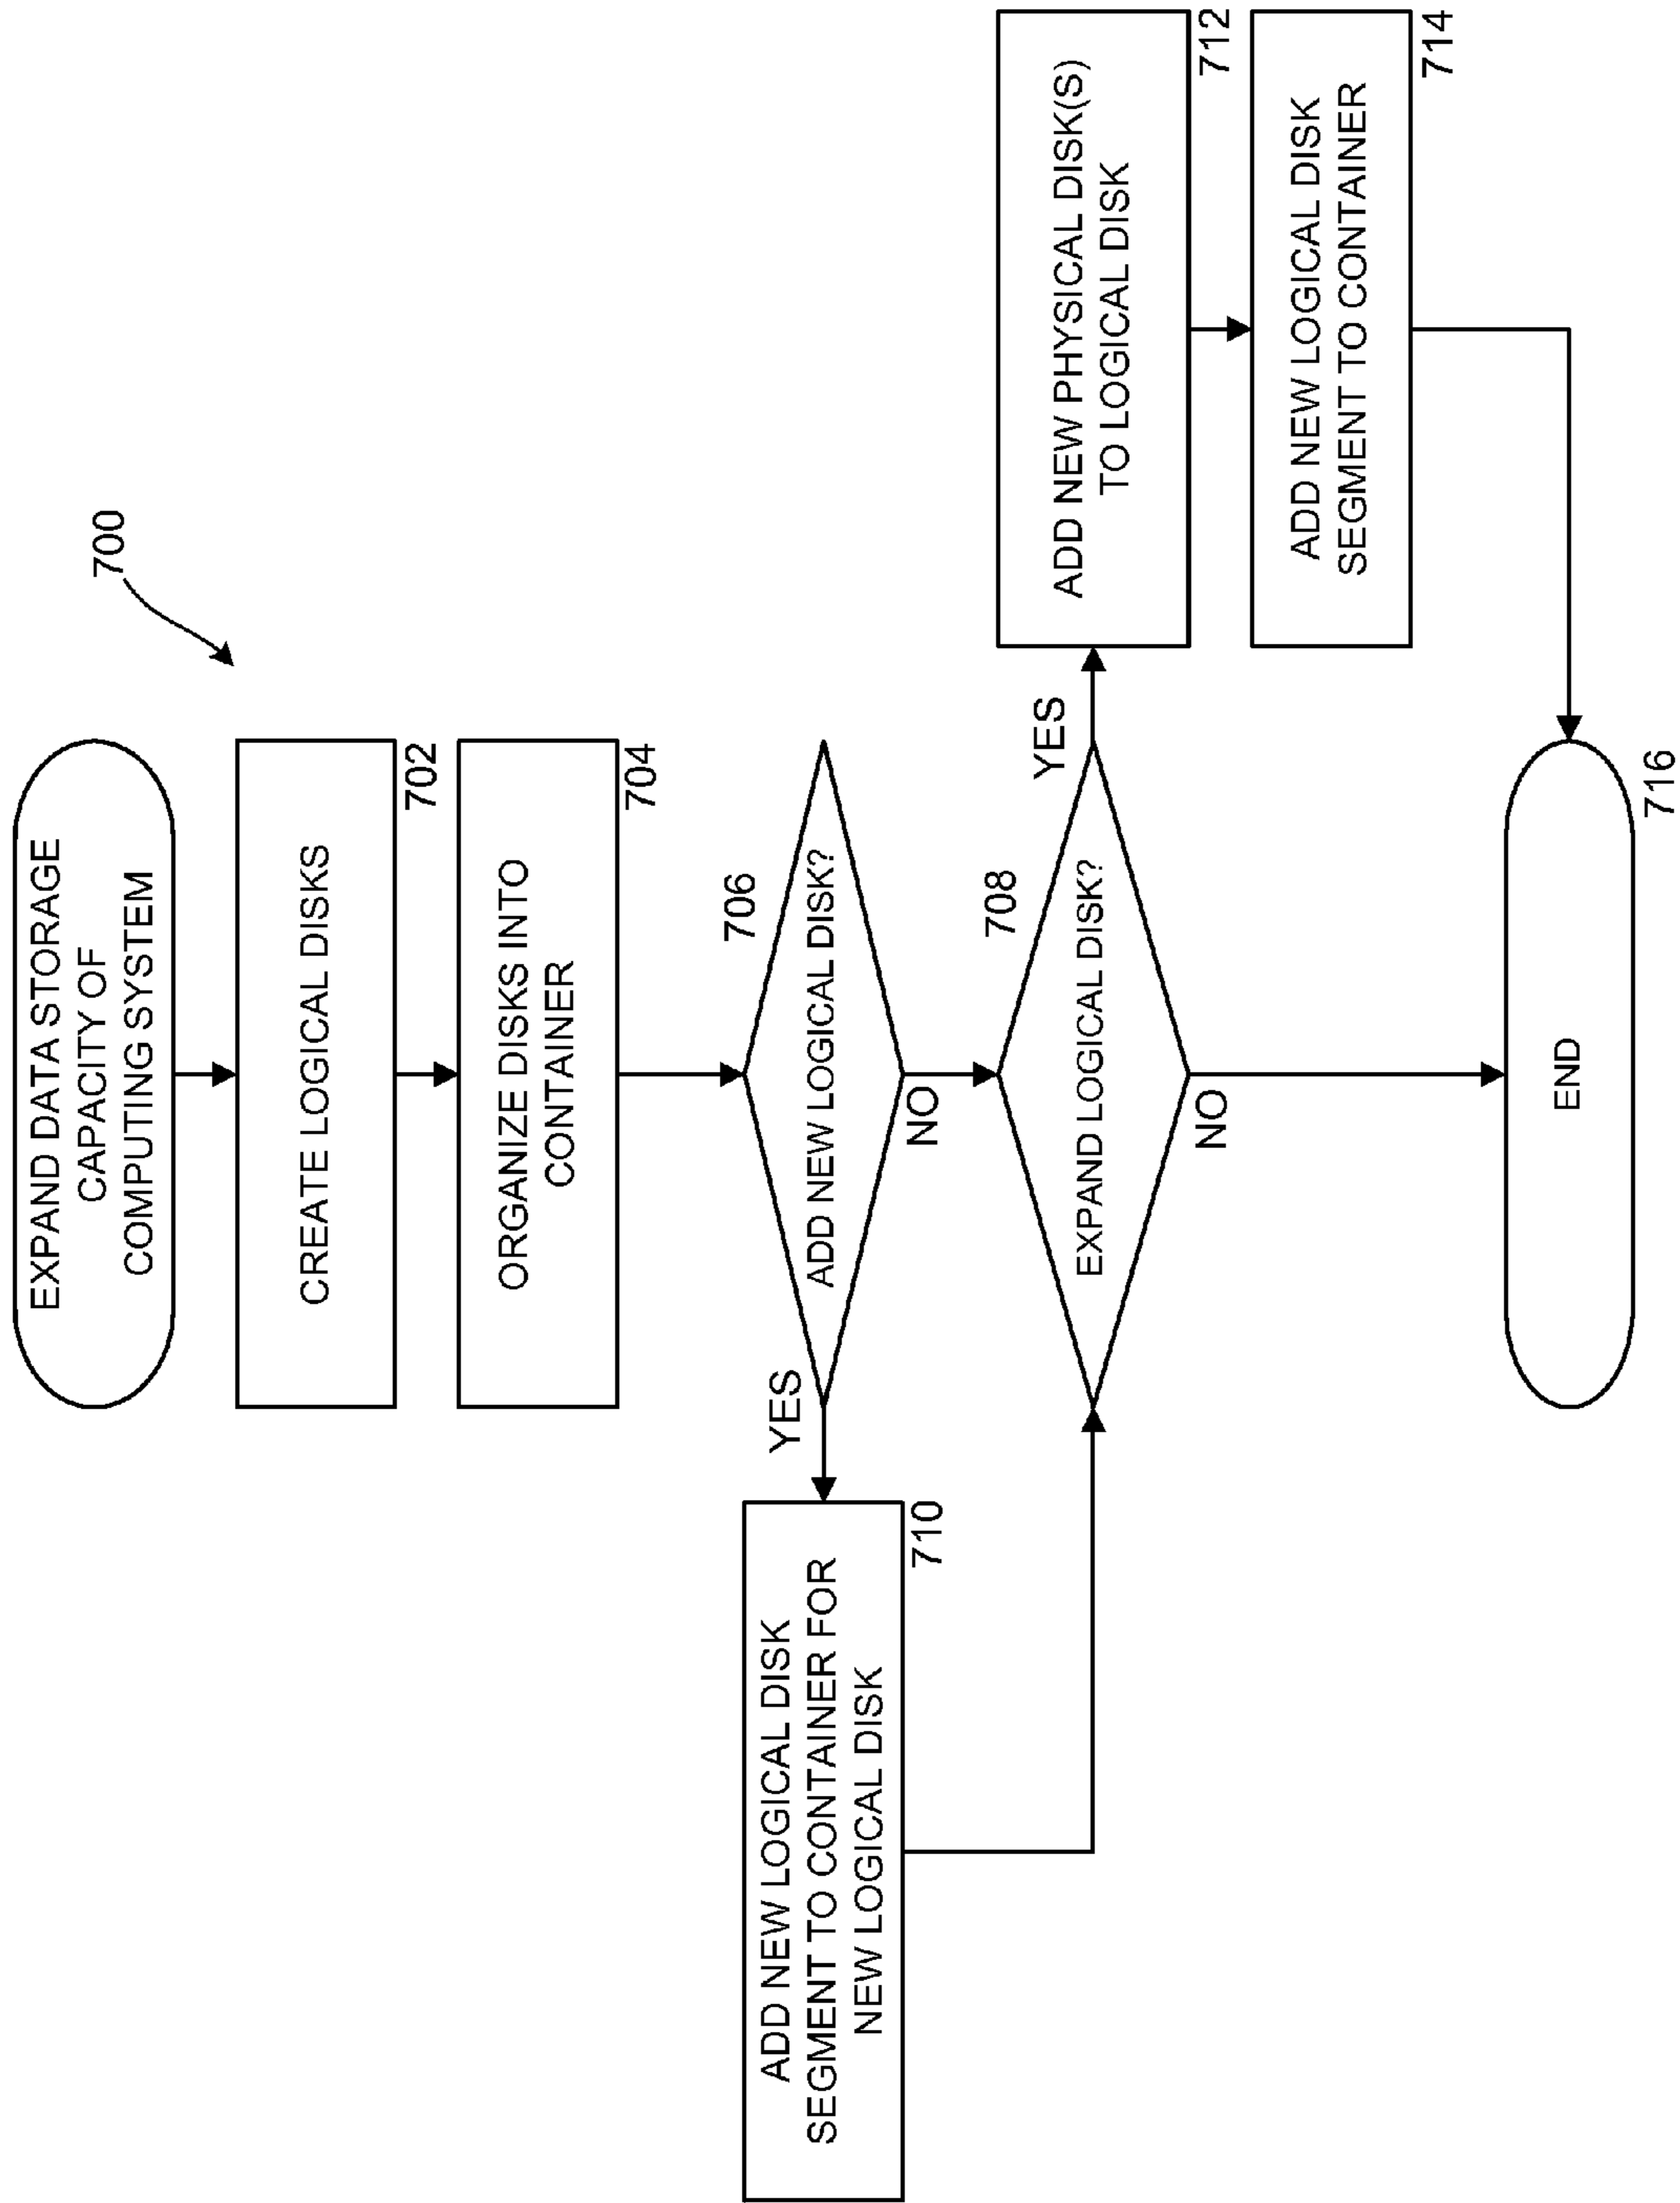 700
EXPAND DATA STORAGE
CAPACITY OF
COMPUTING SYSTEM
CREATE LOGICAL DISKS
702
ORGANIZE DISKS INTO
CONTAINER
704
706
ADD NEW LOGICAL DISK?
YES
NO
ADD NEW LOGICAL DISK
SEGMENT TO CONTAINER FOR
NEW LOGICAL DISK
710
708
EXPAND LOGICAL DISK?
YES
NO
ADD NEW PHYSICAL DISK(S)
TO LOGICAL DISK
712
ADD NEW LOGICAL DISK
SEGMENT TO CONTAINER
714
END
716